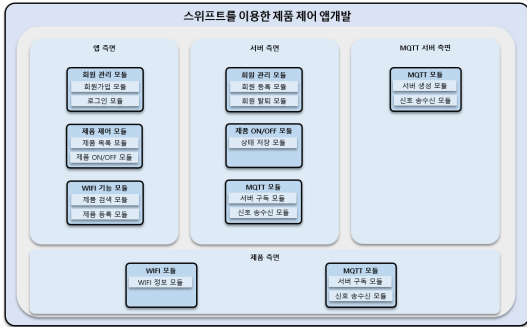 스위프트를 이용한 제품 제어 앱개발
앱 측면
회원 관리 모듈
회원가입 모듈
로그인 모듈
제품 제어 모듈
제품 목록 모듈
제품 ON/OFF 모듈
WIFI 기능 모듈
제품 검색 모듈
제품 등록 모듈
서버 측면
회원 관리 모듈
회원 등록 모듈
회원 탈퇴 모듈
제품 ON/OFF 모듈
상태 저장 모듈
MQTT 모듈
서버 구독 모듈
신호 송수신 모듈
MQTT 서버 측면
MQTT 모듈
서버 생성 모듈
신호 송수신 모듈
제품 측면
WIFI 모듈
WIFI 정보 모듈
MQTT 모듈
서버 구독 모듈
신호 송수신 모듈